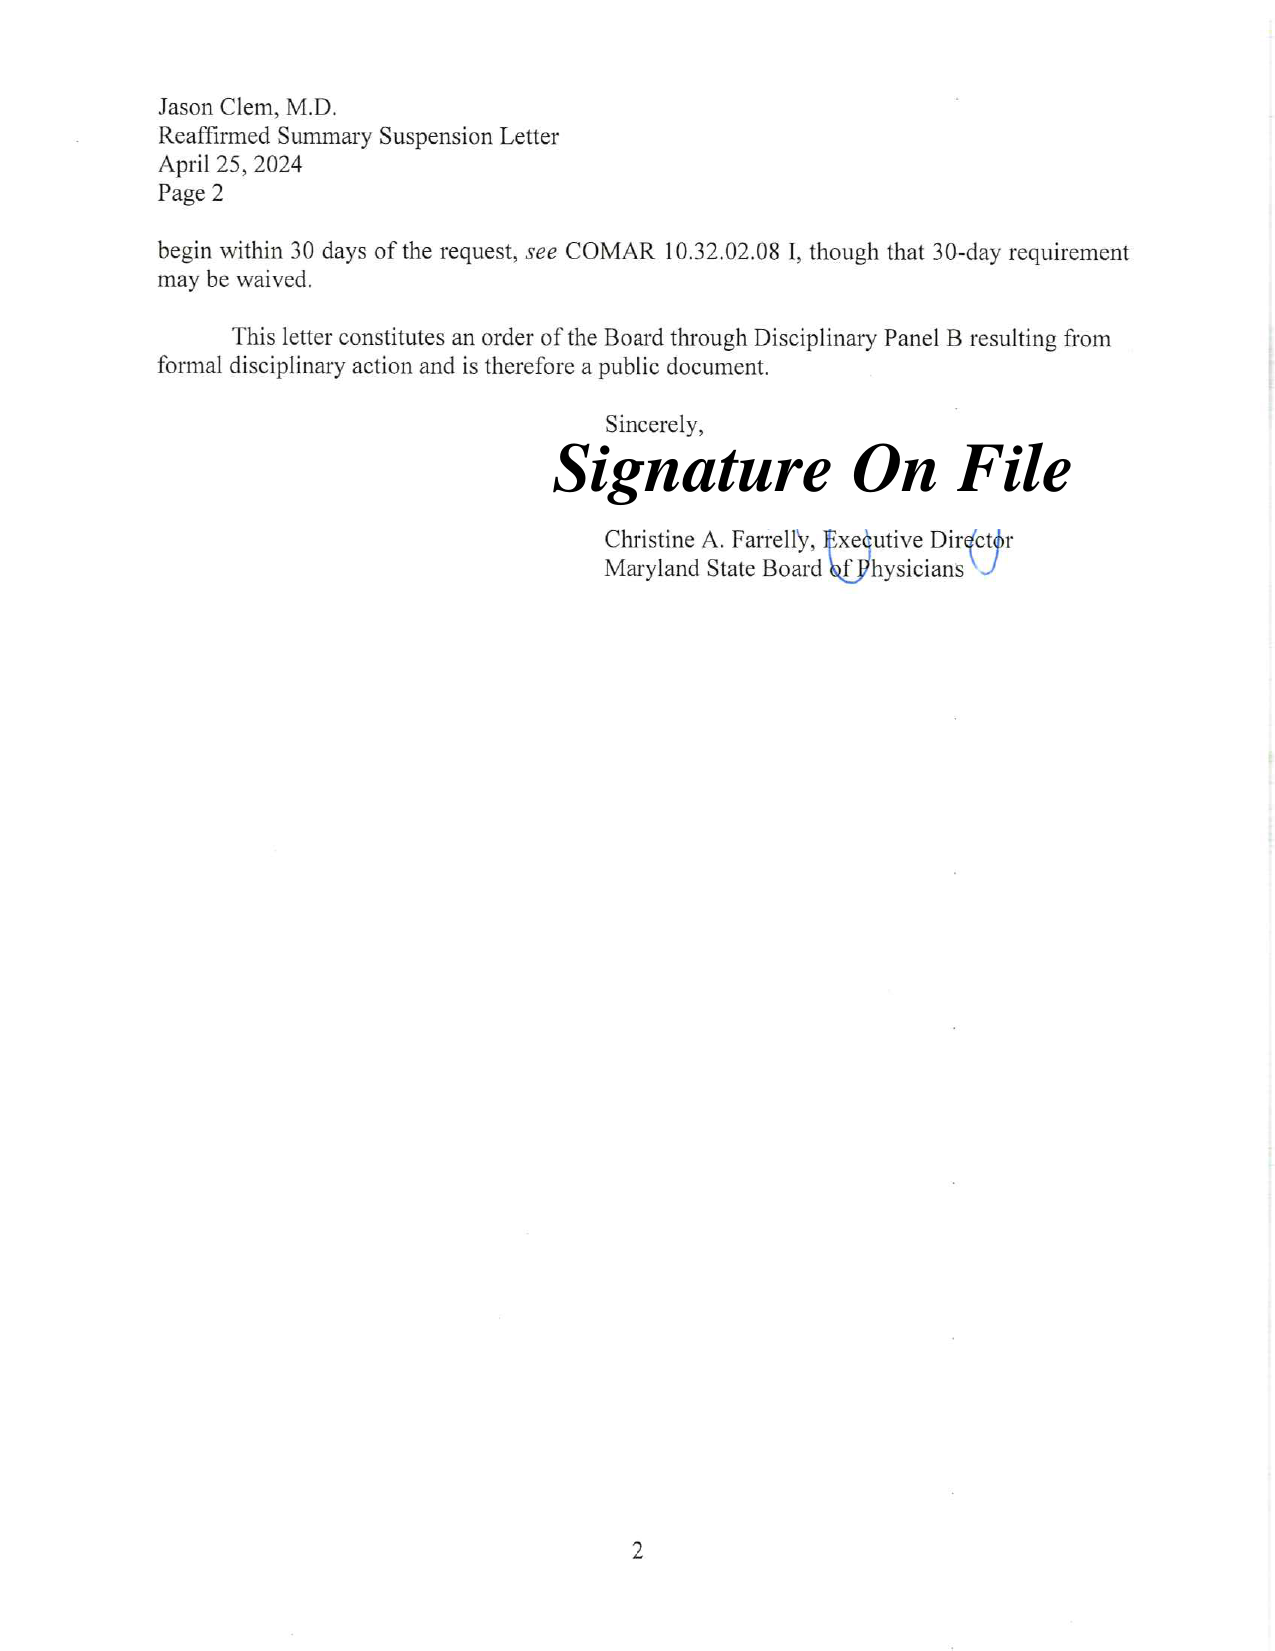 Jason Clem, M.D.
Reaffirmed Summary Suspension Letter
April 25, 2024
Page 2
begin within 30 days of the request, see COMAR 10.32.02.08 I, though that 30-day requirement
may be waived.
This letter constitutes an order of the Board through Disciplinary Panel B resulting from
formal disciplinary action and is therefore a public document.
Sincerely,
Signature On File
Christine A. Farrelly, Executive Director
Maryland State Board of Physicians
2